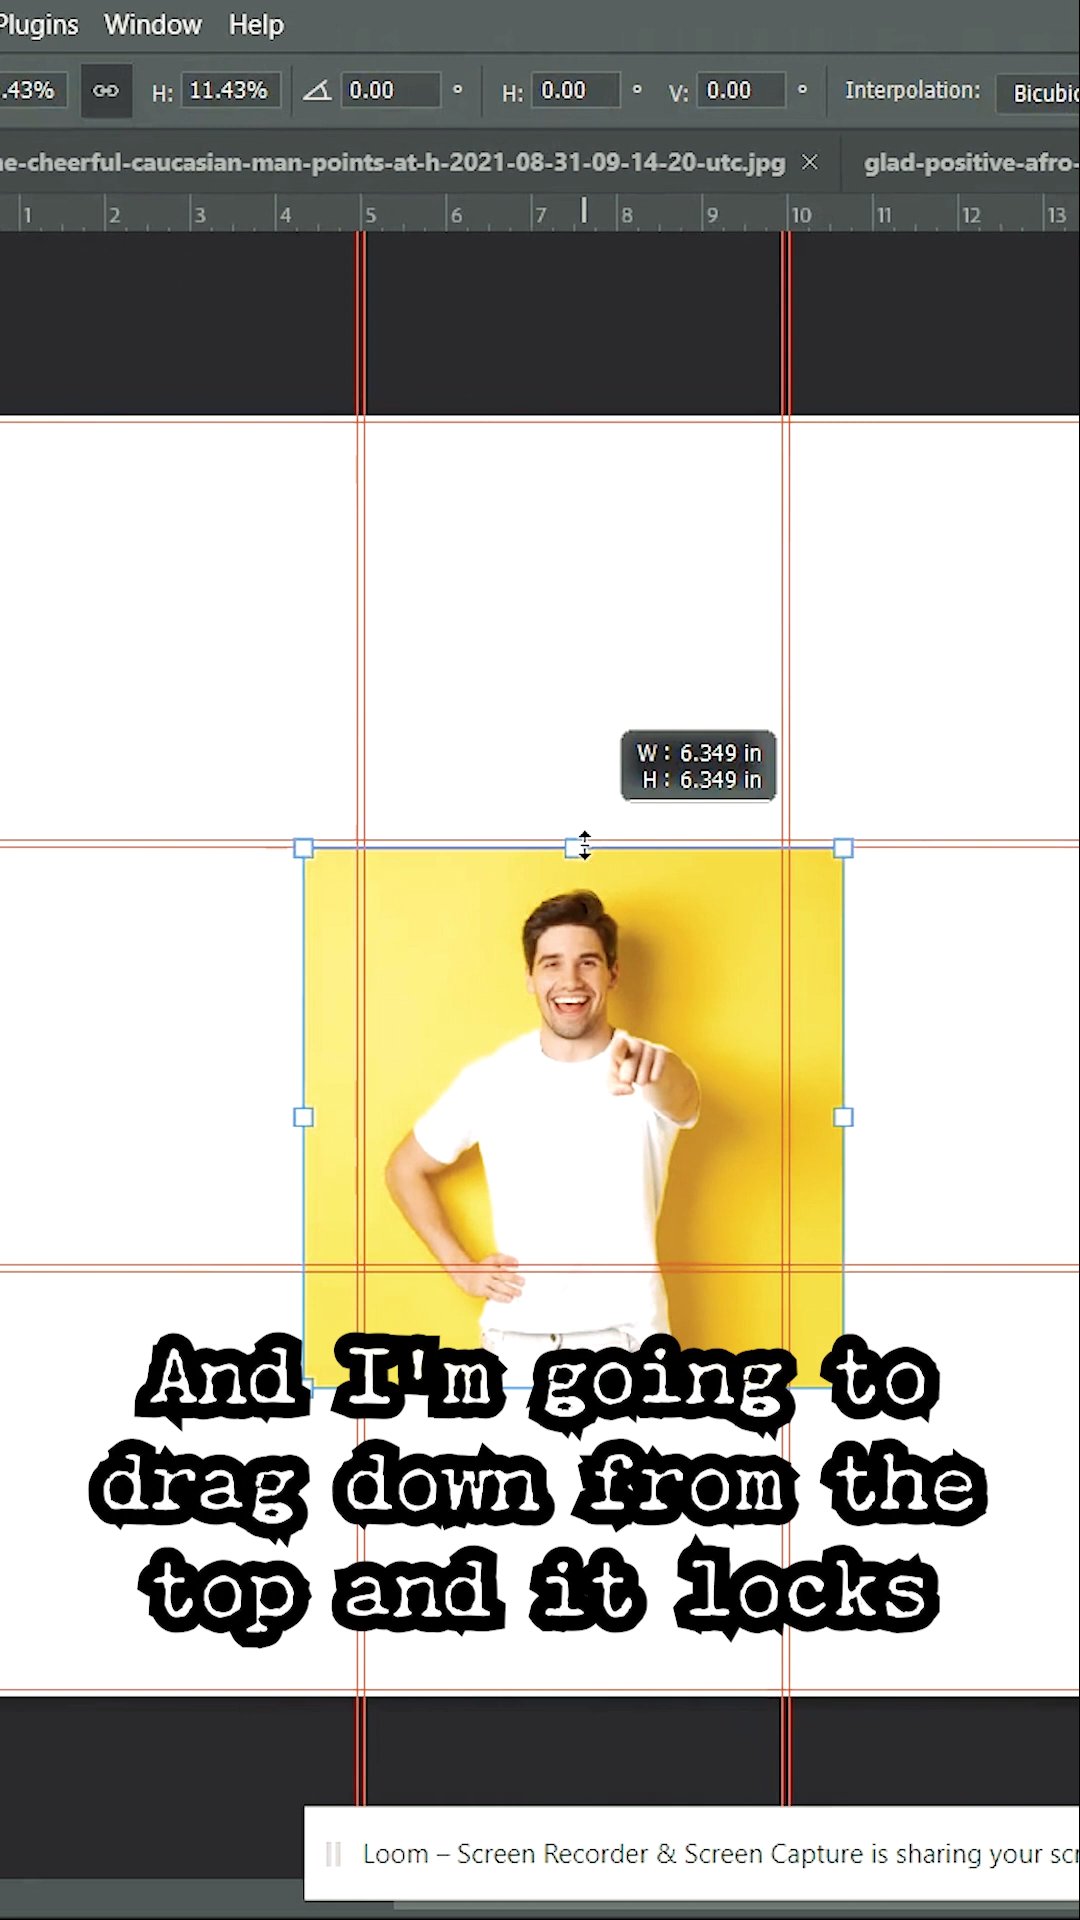 Plugins Window Help
.43% H: 11.43% 0.00 ° H: 0.00 ° V: 0.00 ° Interpolation: Bicubic
ne-cheerful-caucasian-man-points-at-h-2021-08-31-09-14-20-utc.jpg × glad-positive-afro-
1 2 3 4 5 6 7 8 9 10 11 12 13
W: 6.349 in
H: 6.349 in
And I'm going to
drag down from the
top and it locks
Loom – Screen Recorder & Screen Capture is sharing your scr